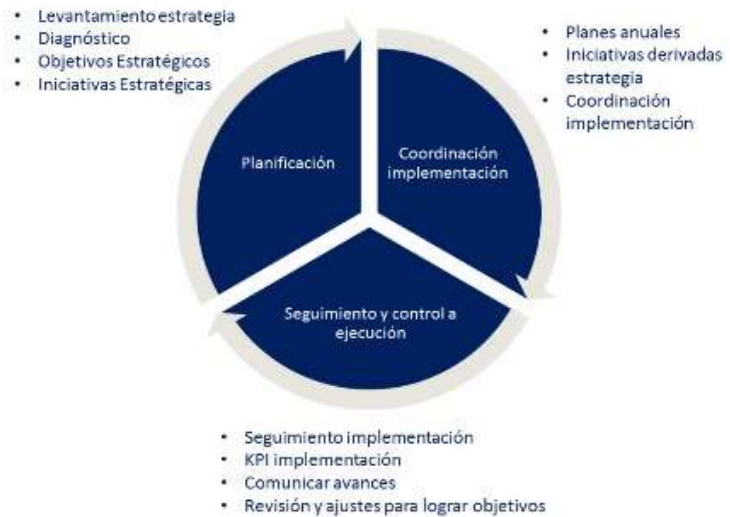 • Levantamiento estrategia
• Diagnóstico
• Objetivos Estratégicos
• Iniciativas Estratégicas
• Planes anuales
• Iniciativas derivadas
estrategia
• Coordinación
implementación
Planificación
Coordinación
implementación
Seguimiento y control a
ejecución
• Seguimiento implementación
• KPI implementación
• Comunicar avances
• Revisión y ajustes para lograr objetivos